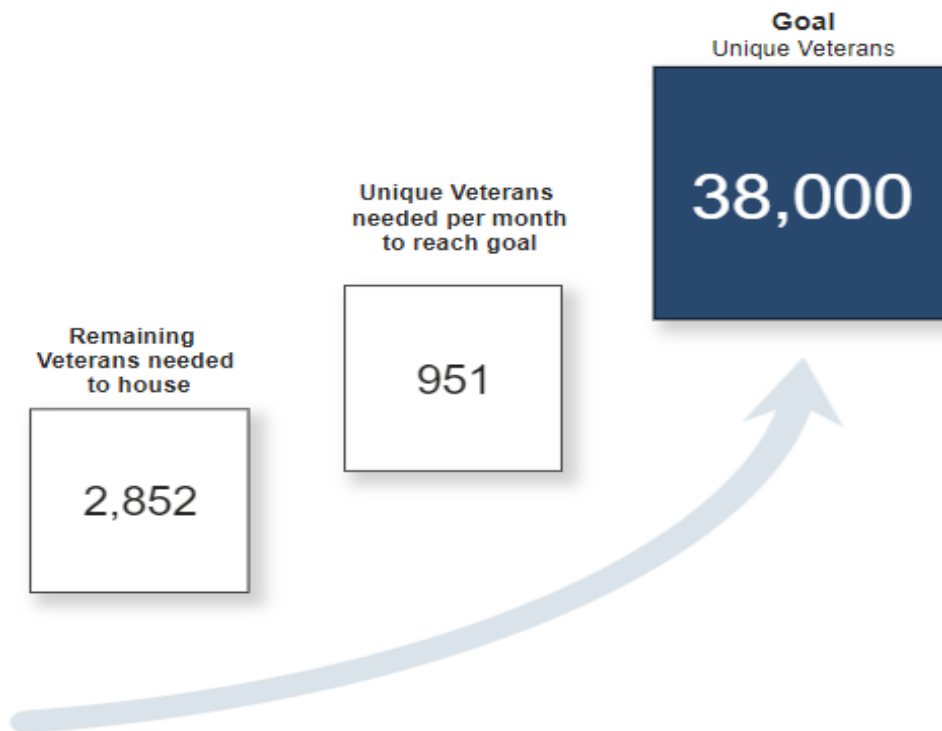 Goal
Unique Veterans
38,000
Unique Veterans
needed per month
to reach goal
951
Remaining
Veterans needed
to house
2,852